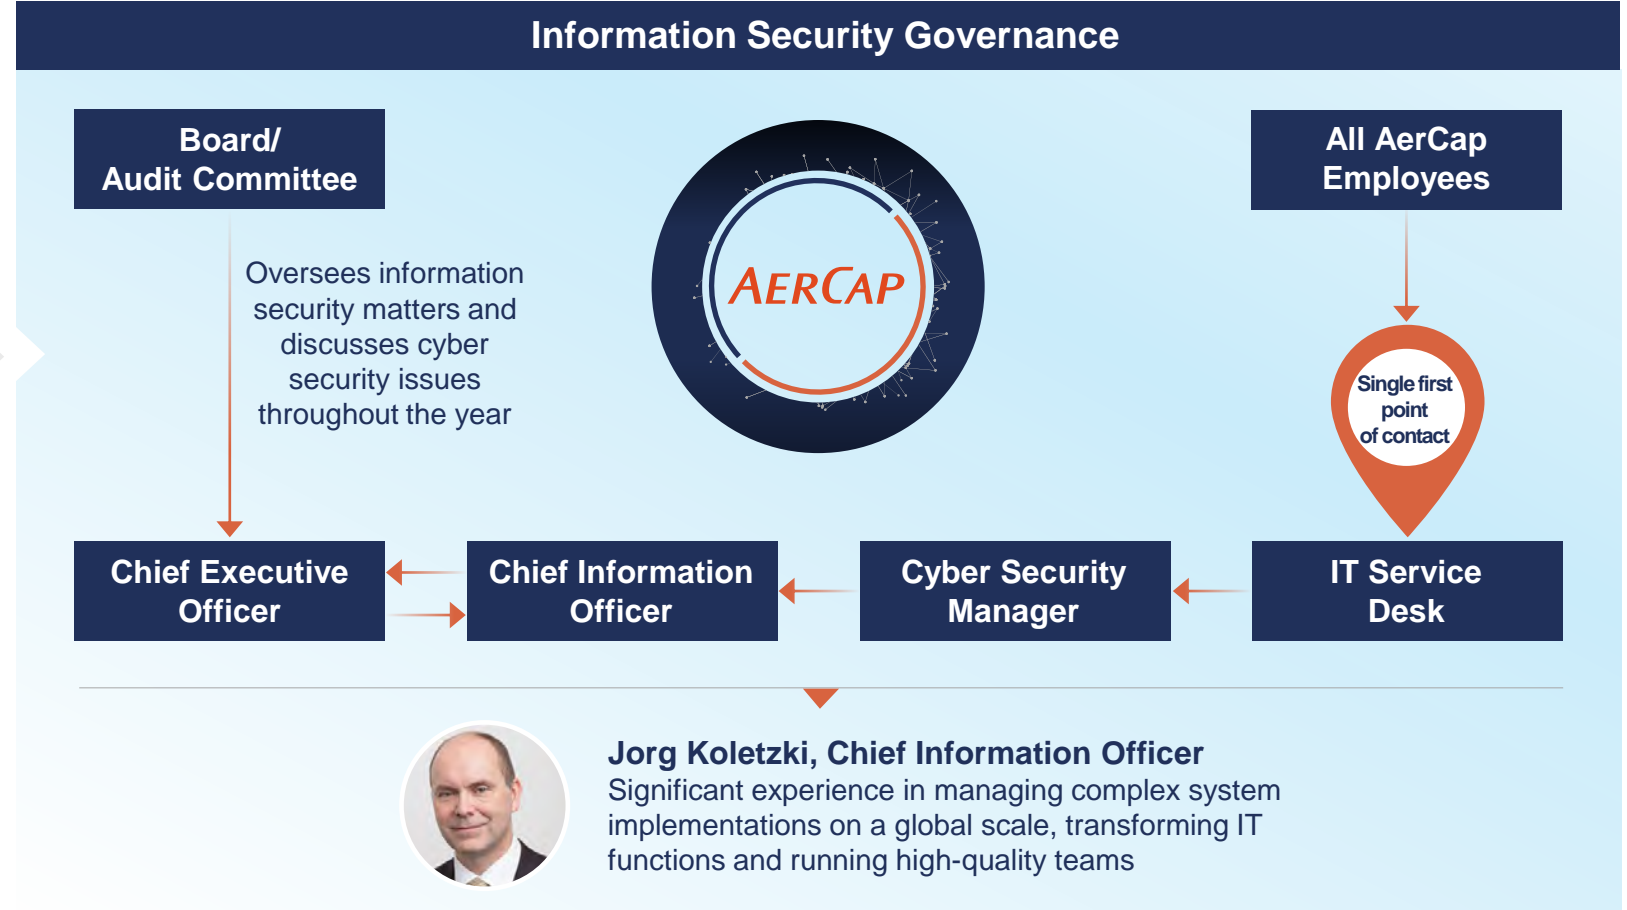 Information Security Governance
Board/
Audit Committee
All AerCap
Employees
Oversees information
security matters and
discusses cyber
security issues
throughout the year
AERCAP
Single first
point
of contact
Chief Executive
Officer
Chief Information
Officer
Cyber Security
Manager
IT Service
Desk
Jorg Koletzki, Chief Information Officer
Significant experience in managing complex system
implementations on a global scale, transforming IT
functions and running high-quality teams